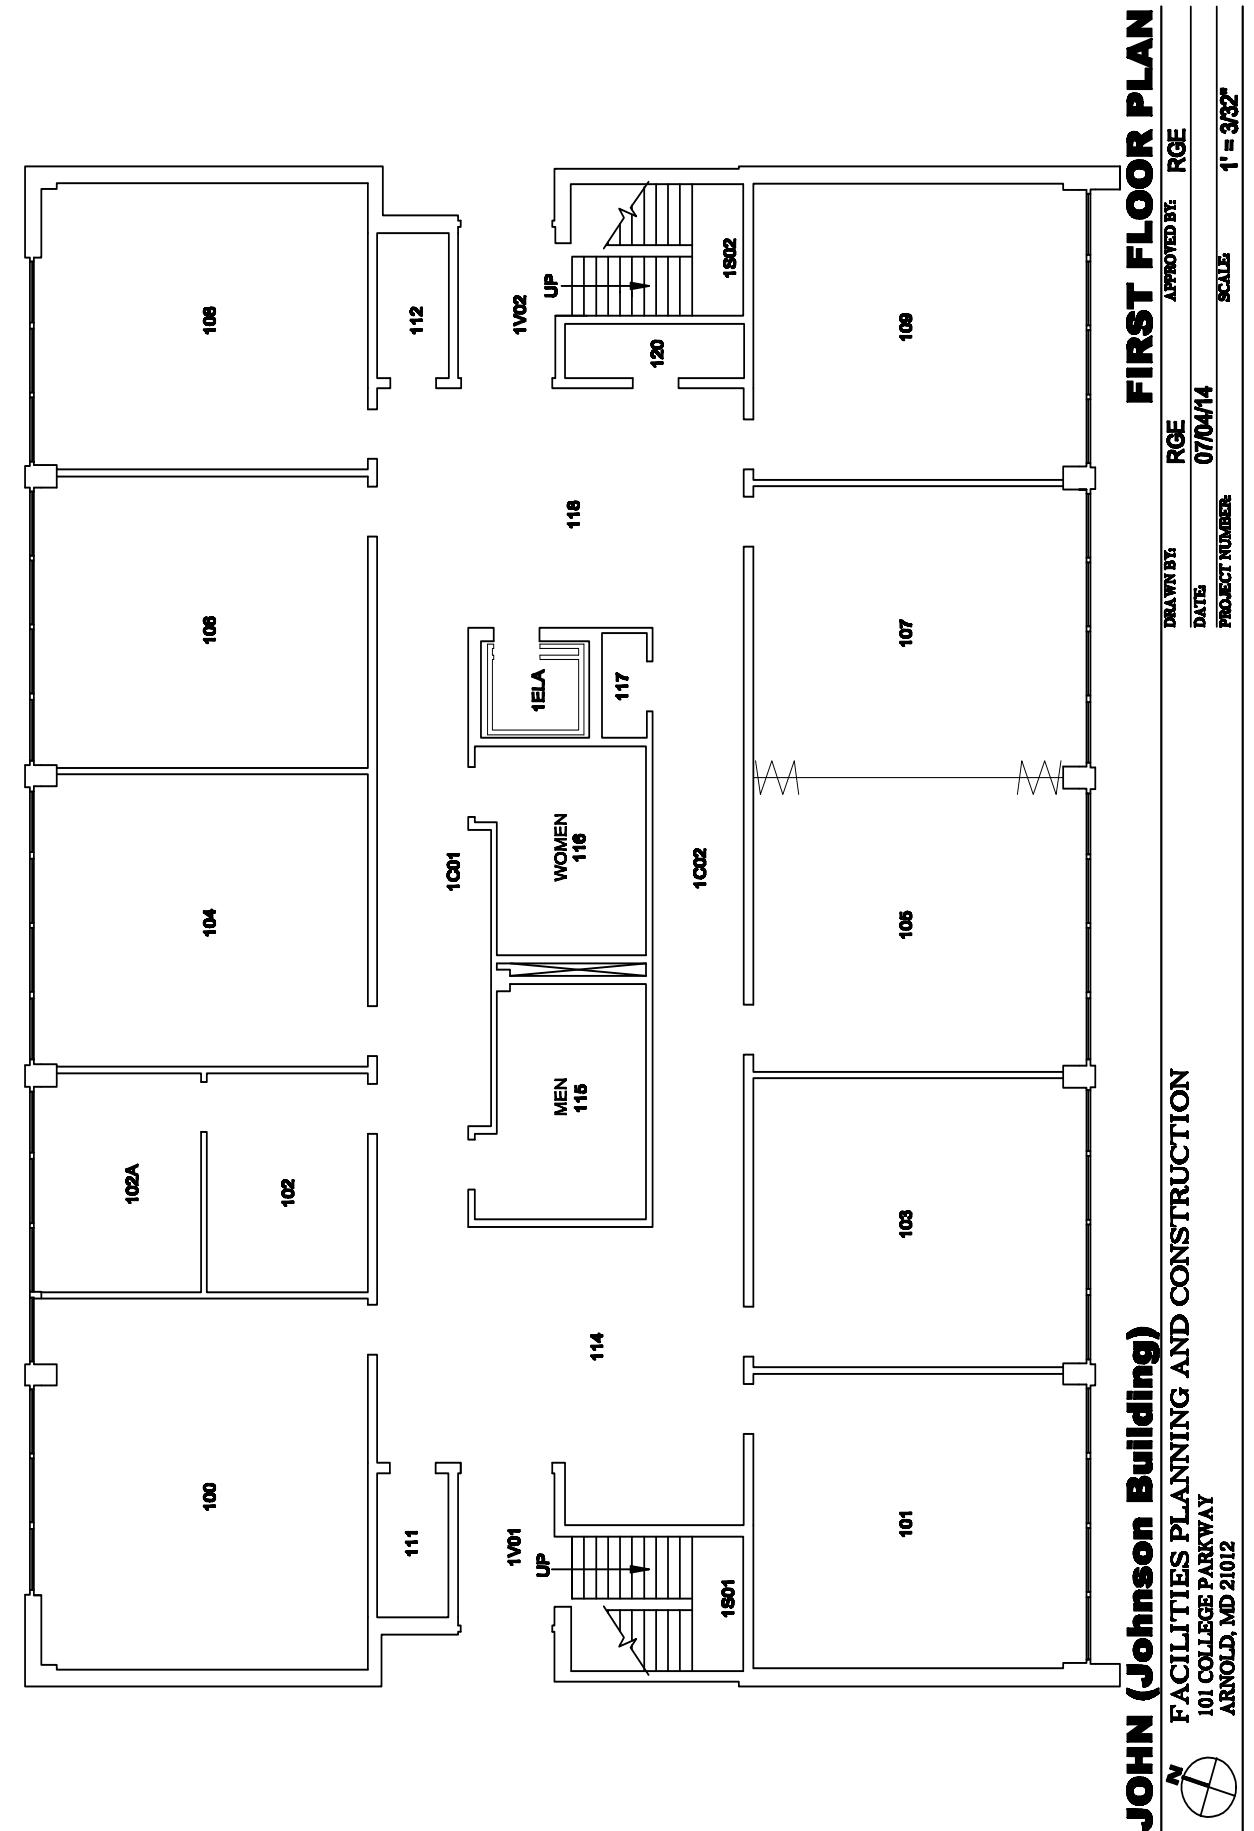 102A
100
104
106
108
102
111
112
1C01
1V01
1V02
UP
1ELA
UP
MEN
115
WOMEN
116
118
114
117
120
1C02
1S01
1S02
101
103
105
107
109
JOHN (Johnson Building)
FIRST FLOOR PLAN
N
FACILITIES PLANNING AND CONSTRUCTION
101 COLLEGE PARKWAY
ARNOLD, MD 21012
DRAWN BY: RGE
APPROVED BY: RGE
DATE: 07/04/14
PROJECT NUMBER:
SCALE: 1' = 3/32"